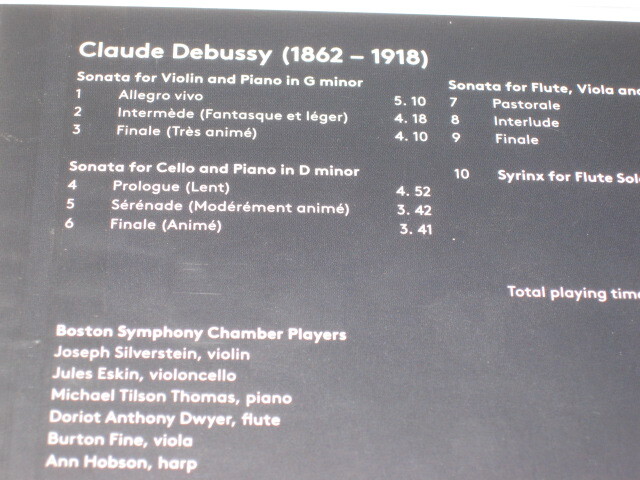 Claude Debussy (1862 – 1918)
Sonata for Violin and Piano in G minor
1 Allegro vivo 5. 10
2 Intermède (Fantasque et léger) 4. 18
3 Finale (Très animé) 4. 10
Sonata for Cello and Piano in D minor
4 Prologue (Lent) 4. 52
5 Sérénade (Modérément animé) 3. 42
6 Finale (Animé) 3. 41
Sonata for Flute, Viola and
7 Pastorale
8 Interlude
9 Finale
10 Syrinx for Flute Solo
Total playing time
Boston Symphony Chamber Players
Joseph Silverstein, violin
Jules Eskin, violoncello
Michael Tilson Thomas, piano
Doriot Anthony Dwyer, flute
Burton Fine, viola
Ann Hobson, harp